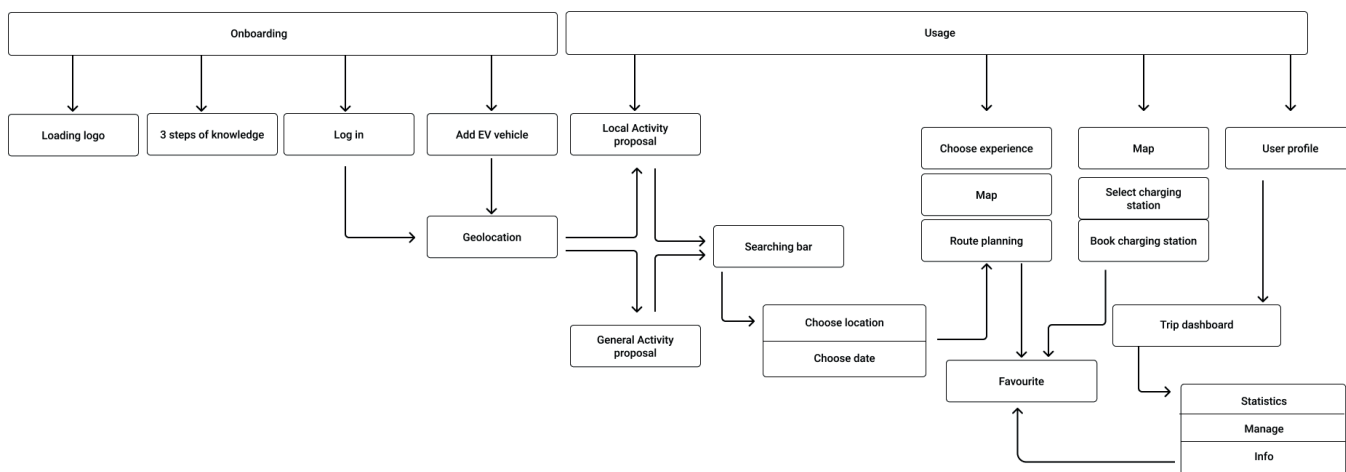 Onboarding
Usage
Loading logo
3 steps of knowledge
Log in
Add EV vehicle
Local Activity
proposal
Choose experience
Map
User profile
Map
Select charging
station
Geolocation
Searching bar
Route planning
Book charging station
General Activity
proposal
Choose location
Choose date
Trip dashboard
Favourite
Statistics
Manage
Info